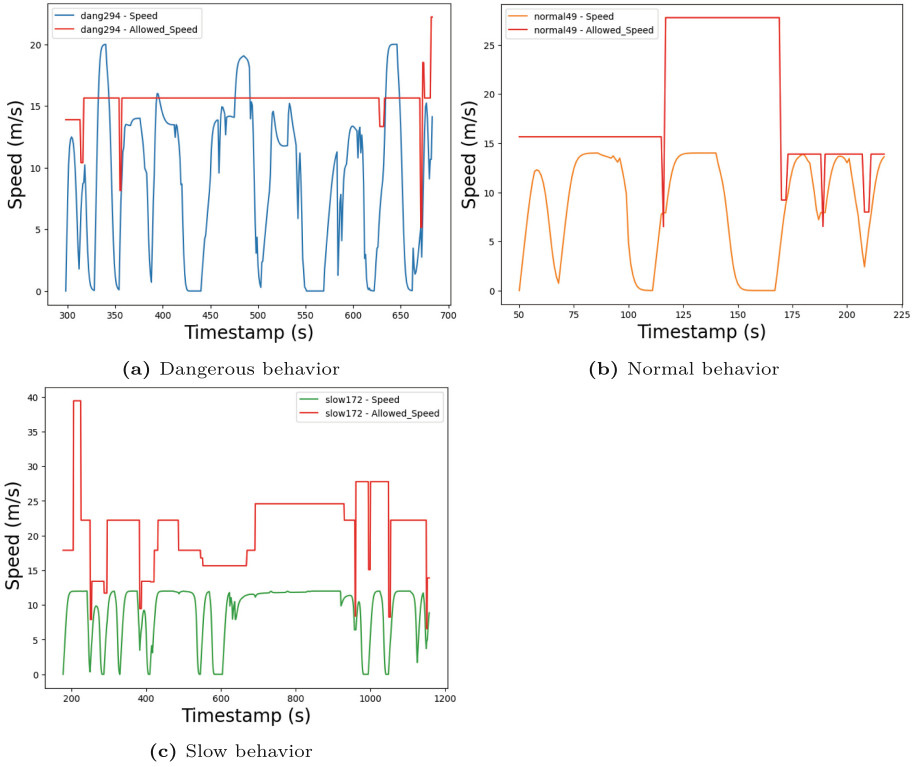 dang294 - Speed
dang294 - Allowed_Speed
20
15
10
5
0
Speed (m/s)
300 350 400 450 500 550 600 650 700
Timestamp (s)
(a) Dangerous behavior
normal49 - Speed
normal49 - Allowed_Speed
25
20
15
10
5
0
Speed (m/s)
50 75 100 125 150 175 200 225
Timestamp (s)
(b) Normal behavior
slow172 - Speed
slow172 - Allowed_Speed
40
35
30
25
20
15
10
5
0
Speed (m/s)
200 400 600 800 1000 1200
Timestamp (s)
(c) Slow behavior